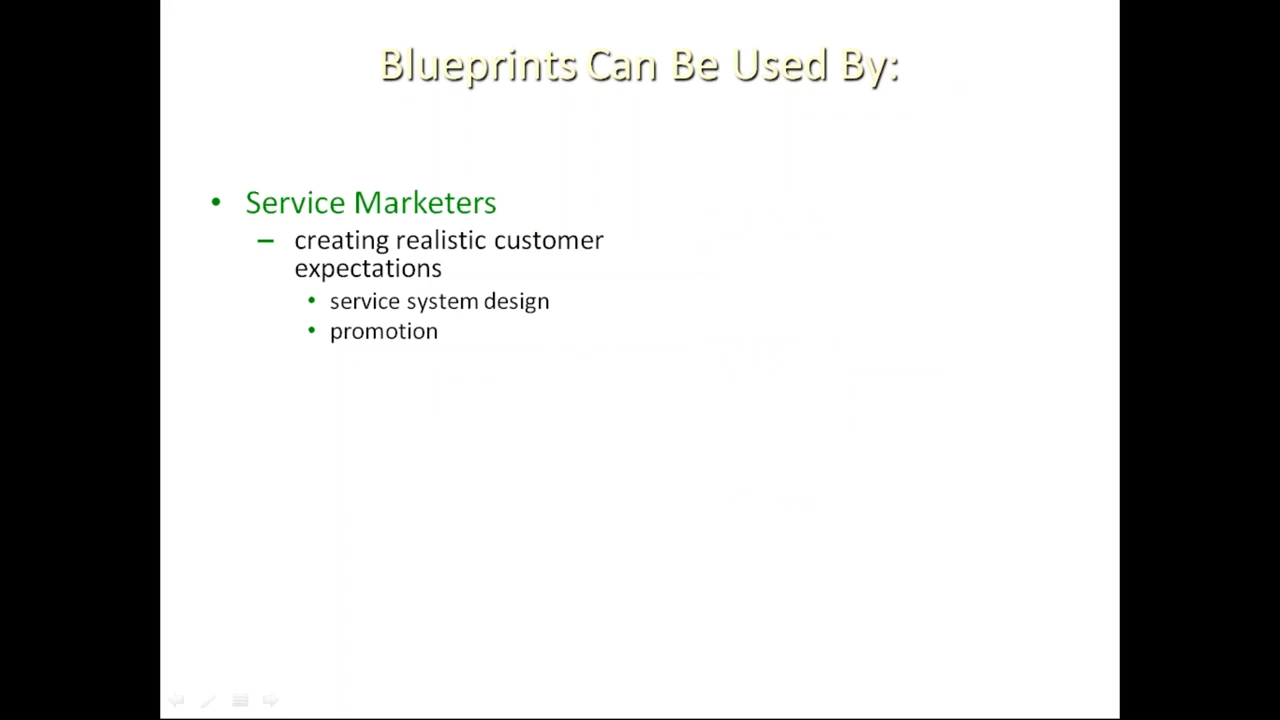 Blueprints Can Be Used By:
• Service Marketers
– creating realistic customer
expectations
• service system design
• promotion